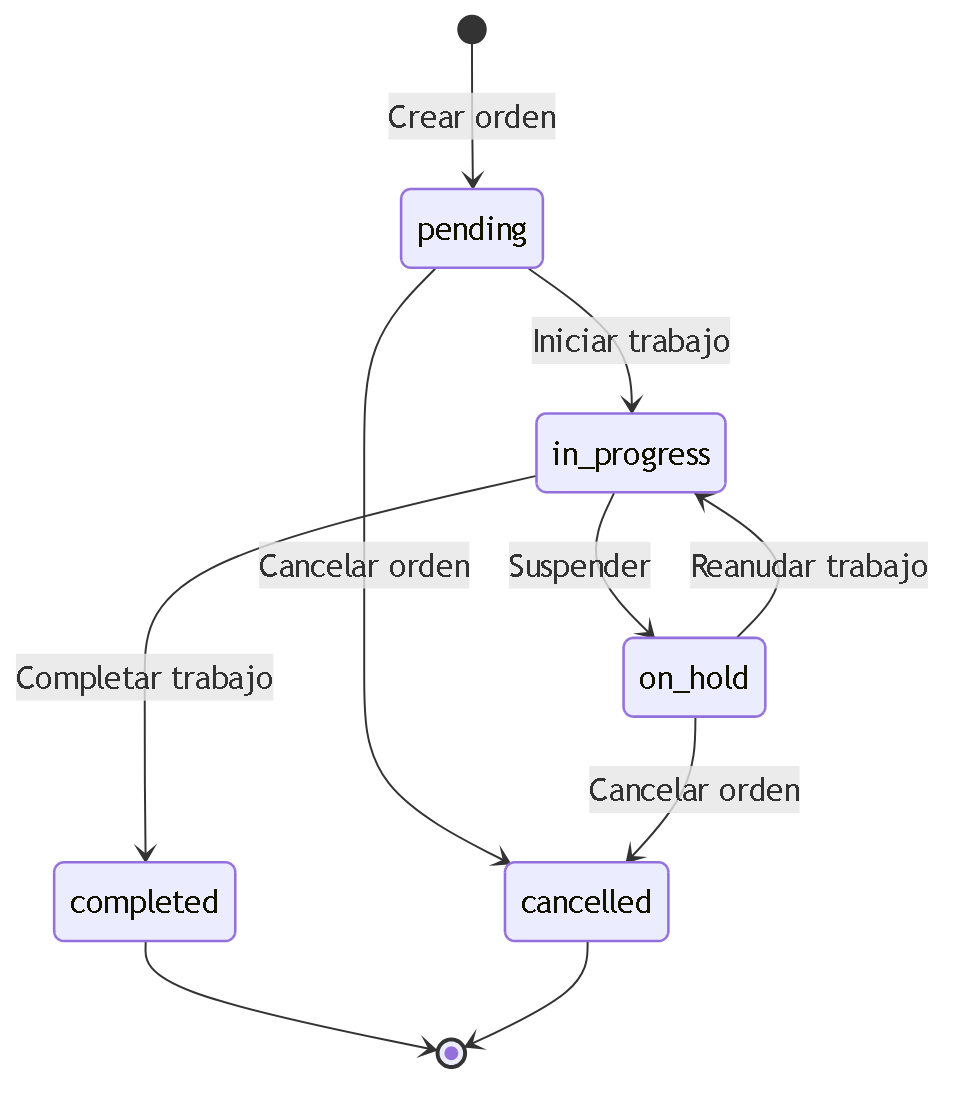 Crear orden
pending
Iniciar trabajo
in_progress
Cancelar orden
Suspender
Reanudar trabajo
Completar trabajo
on_hold
Cancelar orden
completed
cancelled